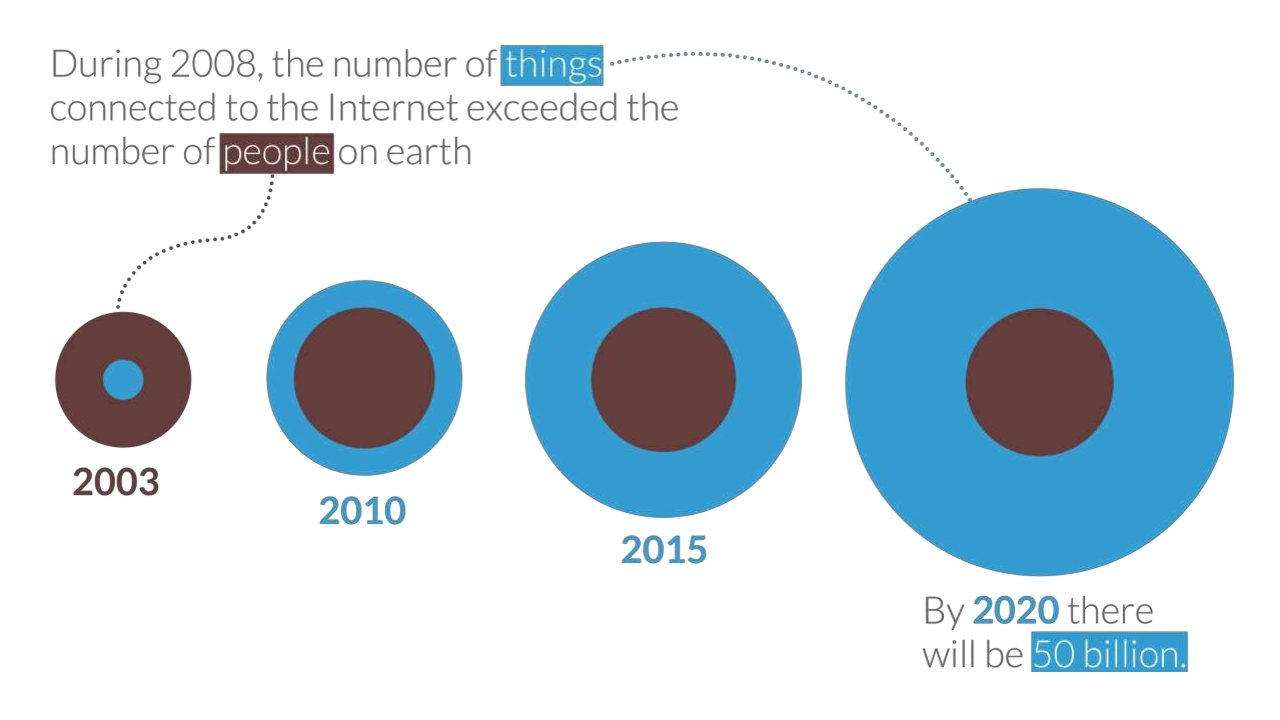 During 2008, the number of things
connected to the Internet exceeded the
number of people on earth
2003
2010
2015
By 2020 there
will be 50 billion.